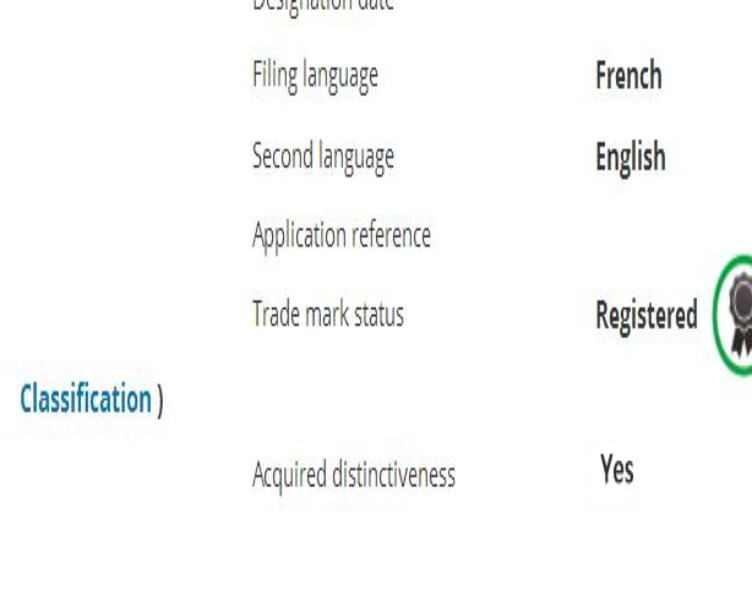 Designation date
Filing language French
Second language English
Application reference
Trade mark status Registered
Classification )
Acquired distinctiveness Yes